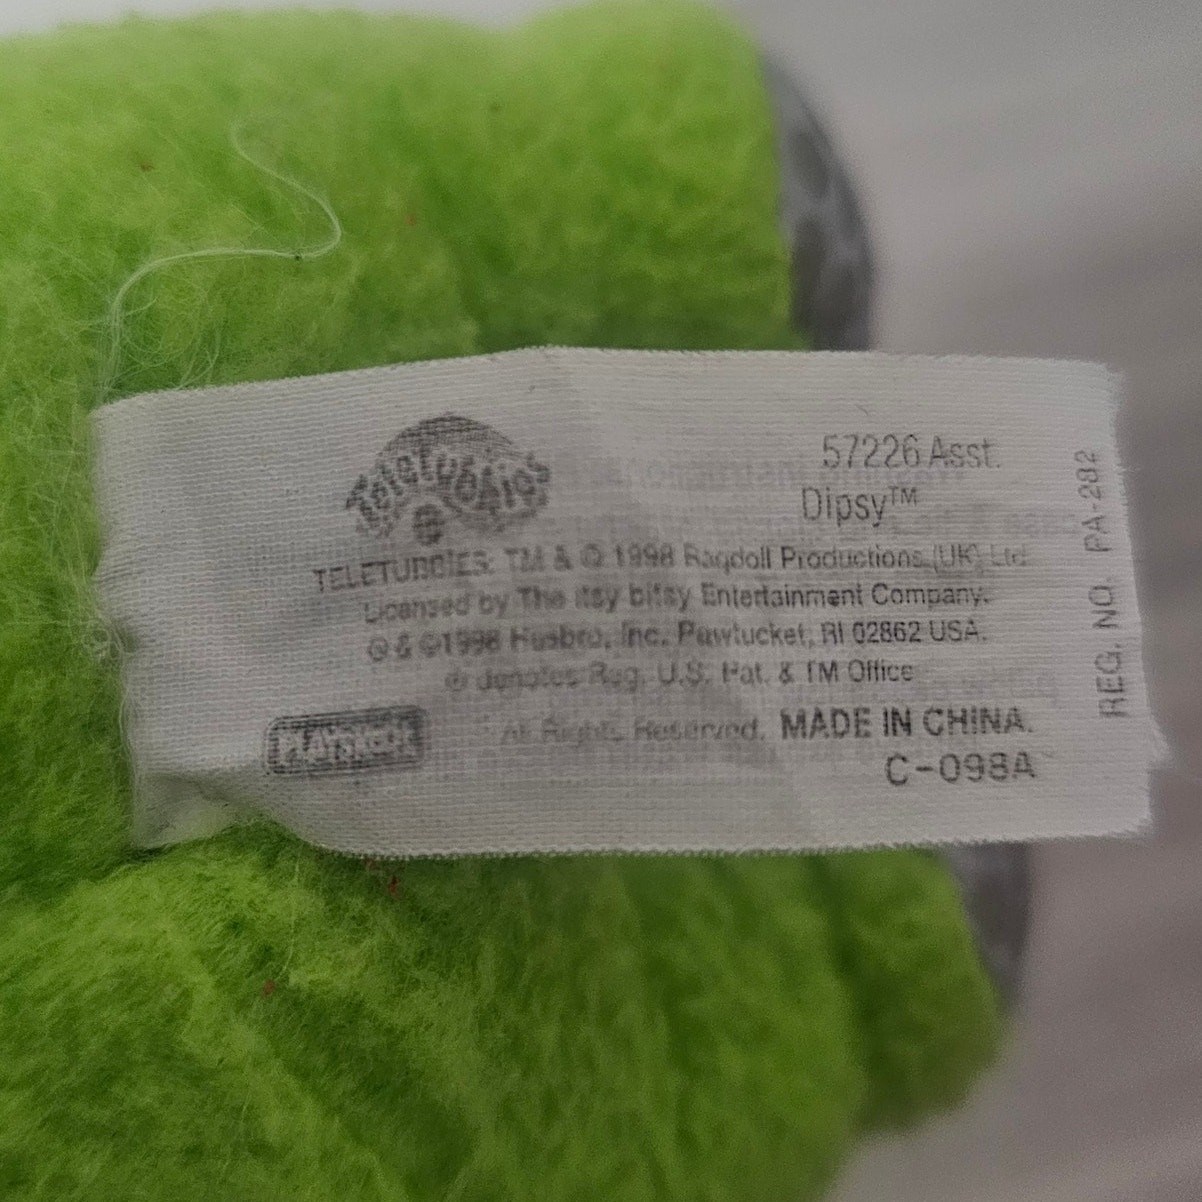 Teletubbies
57226 Asst.
Dipsy™
TELETUBBIES: TM & © 1998 Ragdoll Productions (UK) Ltd
Licensed by The itsy bitsy Entertainment Company.
® & ©1998 Hasbro, Inc. Pawtucket, RI 02862 USA.
® denotes Reg. U.S. Pat. & TM Office
PLAYSKOOL
All Rights Reserved. MADE IN CHINA.
C-098A
REG. NO. PA-282